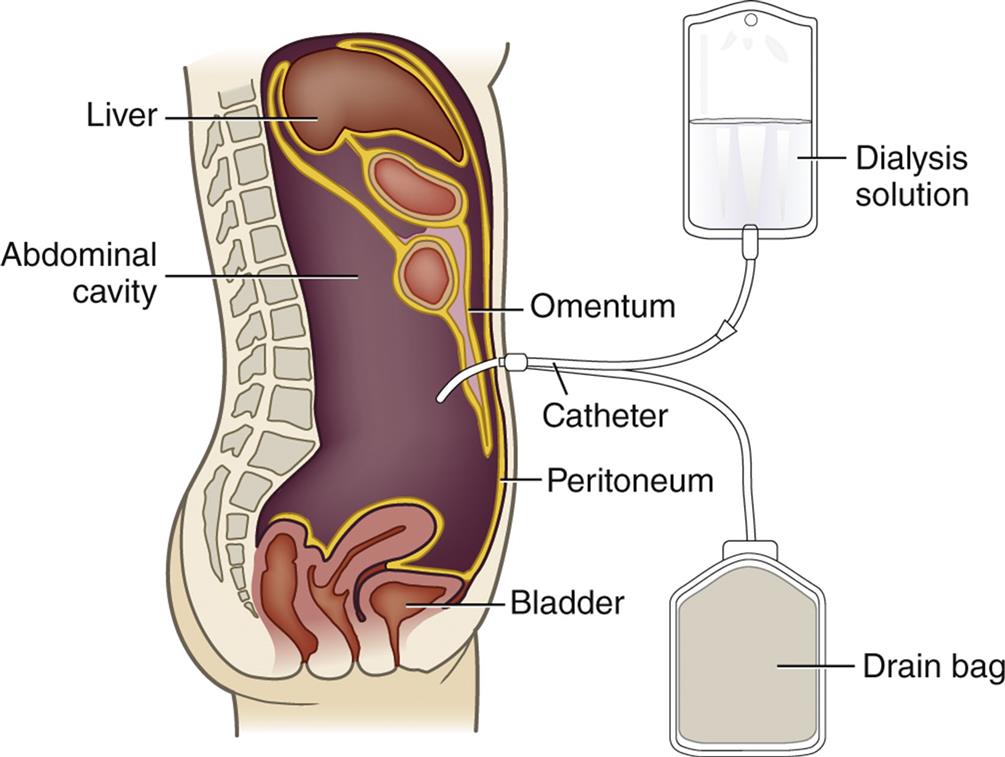 Liver
Dialysis
solution
Abdominal
cavity
Omentum
Catheter
Peritoneum
Bladder
Drain bag